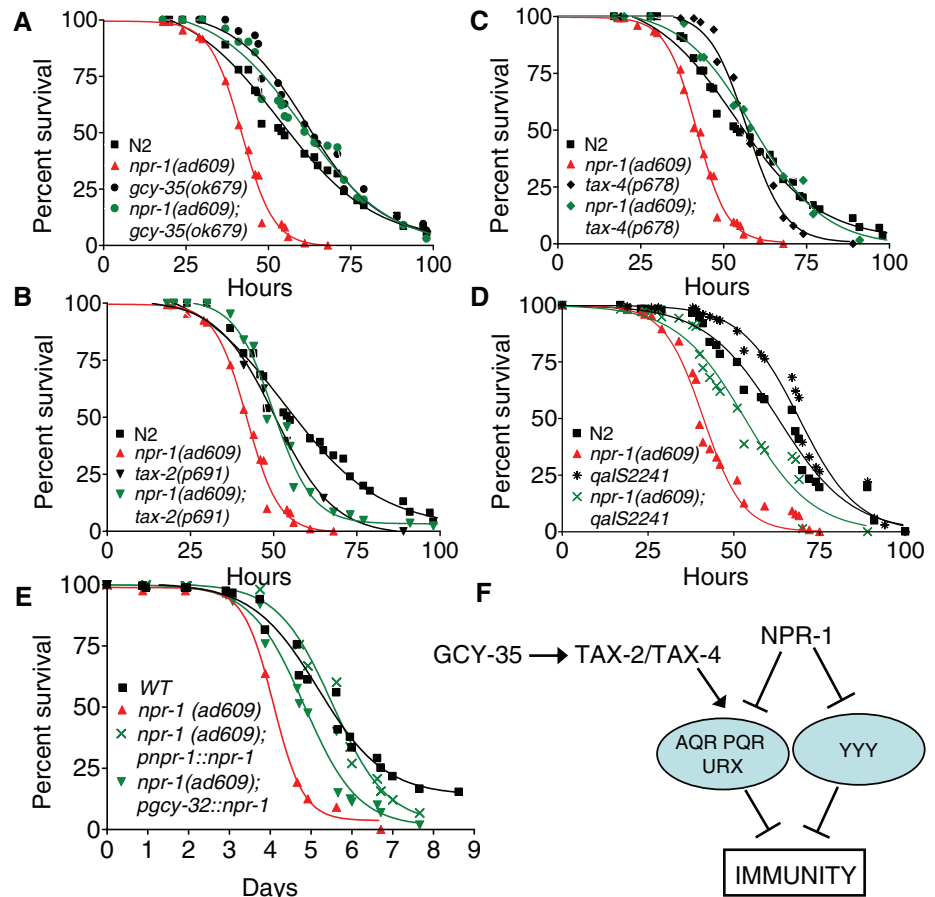 A
Percent survival
100
75
50
25
0
N2
npr-1(ad609)
gcy-35(ok679)
npr-1(ad609);
gcy-35(ok679)
0 25 50 75 100
Hours
C
Percent survival
100
75
50
25
0
N2
npr-1(ad609)
tax-4(p678)
npr-1(ad609);
tax-4(p678)
0 25 50 75 100
Hours
B
Percent survival
100
75
50
25
0
N2
npr-1(ad609)
tax-2(p691)
npr-1(ad609);
tax-2(p691)
0 25 50 75 100
Hours
D
Percent survival
100
75
50
25
0
N2
npr-1(ad609)
qaIS2241
npr-1(ad609);
qaIS2241
0 25 50 75 100
Hours
E
Percent survival
100
75
50
25
0
WT
npr-1 (ad609)
npr-1 (ad609);
pnpr-1::npr-1
npr-1(ad609);
pgcy-32::npr-1
0 1 2 3 4 5 6 7 8 9
Days
F
NPR-1
GCY-35 TAX-2/TAX-4
AQR PQR
URX
YYY
IMMUNITY